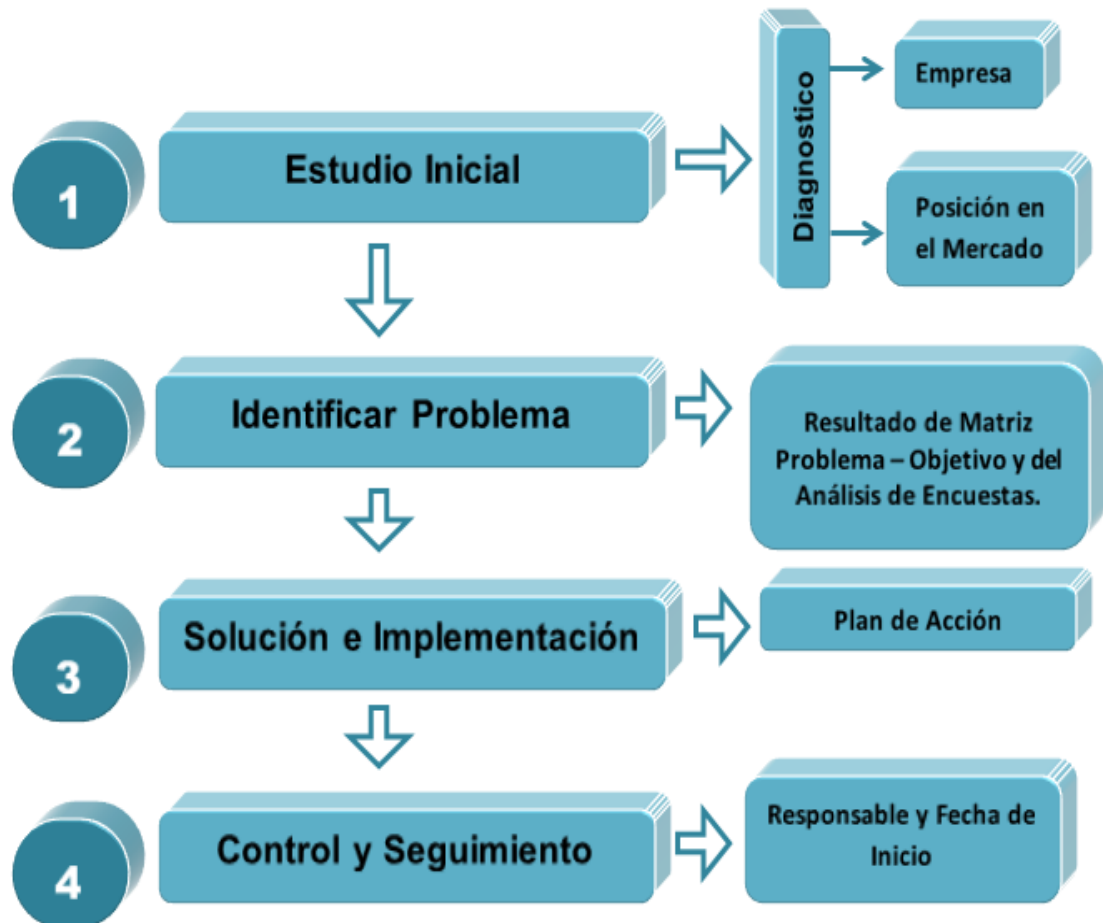 1
Estudio Inicial
Diagnostico
Empresa
Posición en
el Mercado
2
Identificar Problema
Resultado de Matriz
Problema – Objetivo y del
Análisis de Encuestas.
3
Solución e Implementación
Plan de Acción
4
Control y Seguimiento
Responsable y Fecha de
Inicio